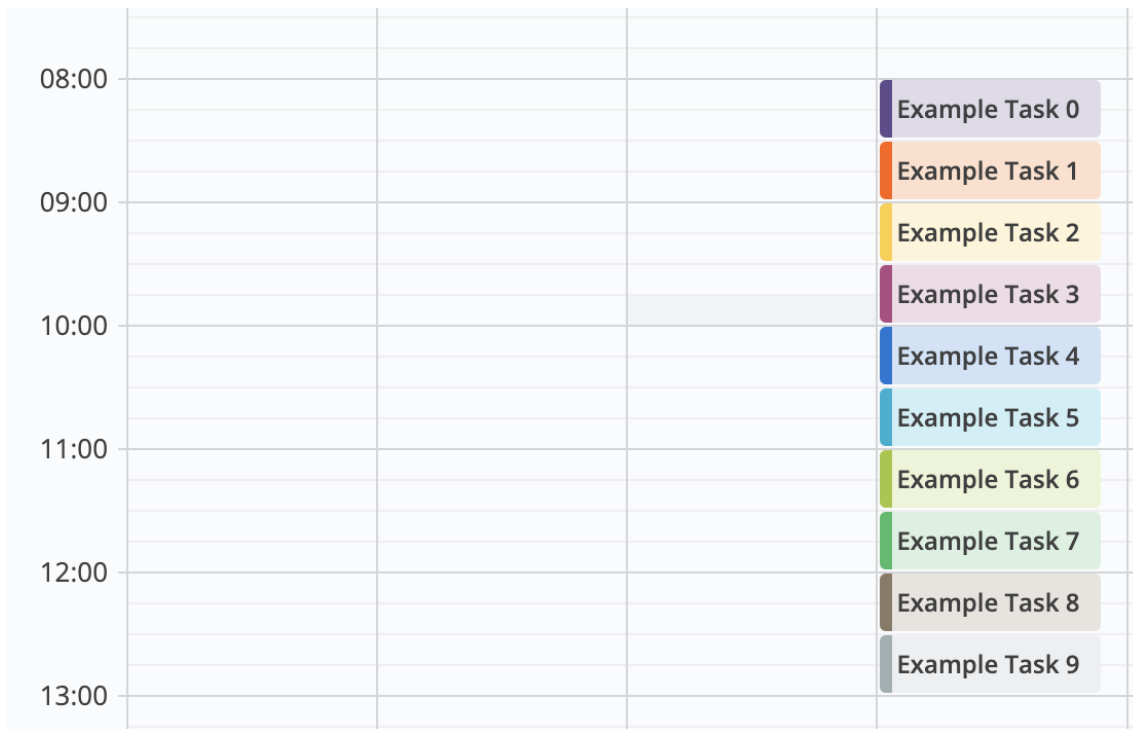 08:00
Example Task 0
Example Task 1
09:00
Example Task 2
Example Task 3
10:00
Example Task 4
Example Task 5
11:00
Example Task 6
Example Task 7
12:00
Example Task 8
Example Task 9
13:00